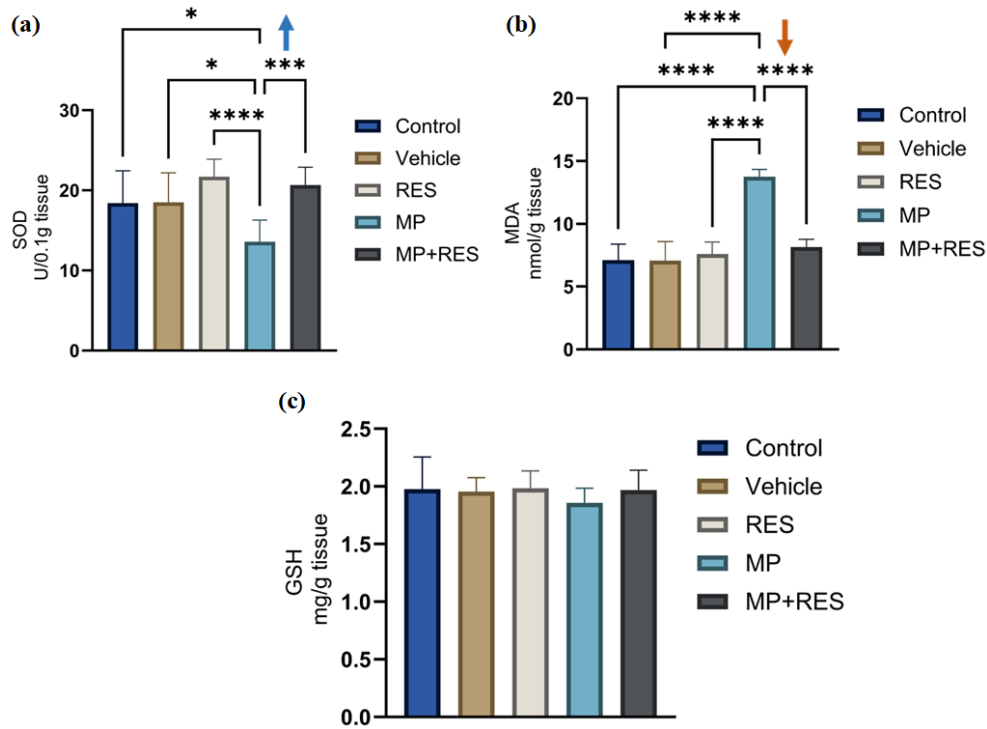 (a)
*
* ***
****
30
20
10
0
SOD
U/0.1g tissue
Control
Vehicle
RES
MP
MP+RES
(b)
****
**** ****
****
20
15
10
5
0
MDA
nmol/g tissue
Control
Vehicle
RES
MP
MP+RES
(c)
2.5
2.0
1.5
1.0
0.5
0.0
GSH
mg/g tissue
Control
Vehicle
RES
MP
MP+RES